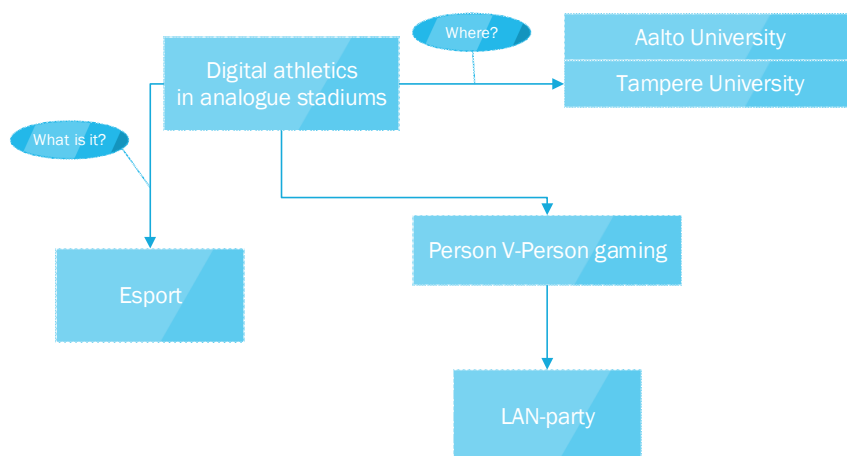 Where?
Aalto University
Digital athletics
in analogue stadiums
Tampere University
What is it?
Person V-Person gaming
Esport
LAN-party